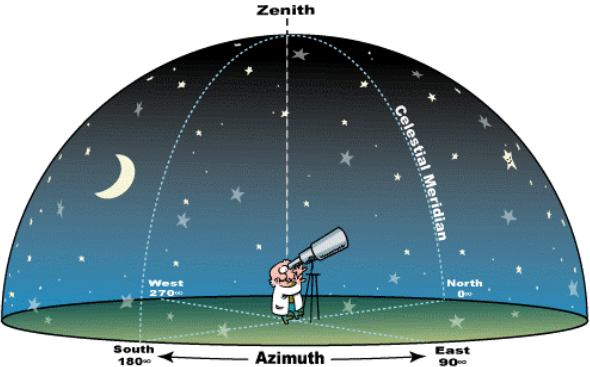 Zenith
Celestial Meridian
West
270∞
North
0∞
South
180∞
Azimuth
East
90∞